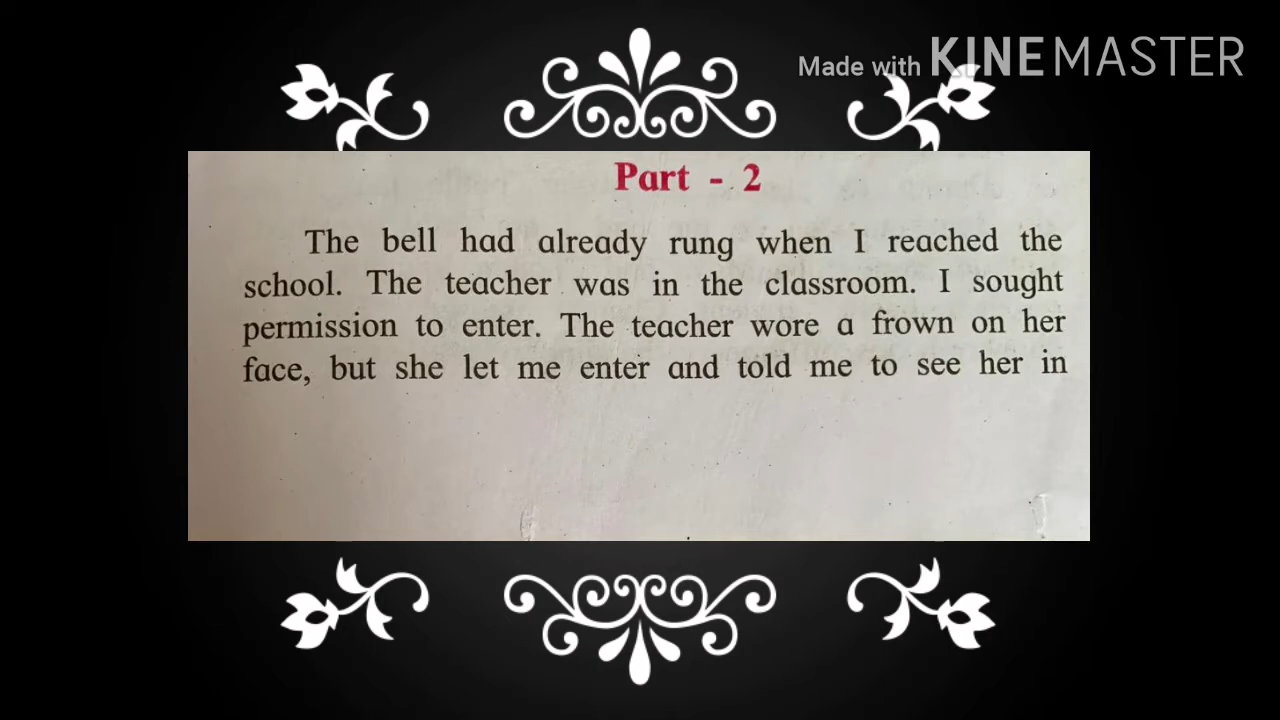 Made with KINEMASTER
Part - 2
The bell had already rung when I reached the
school. The teacher was in the classroom. I sought
permission to enter. The teacher wore a frown on her
face, but she let me enter and told me to see her in